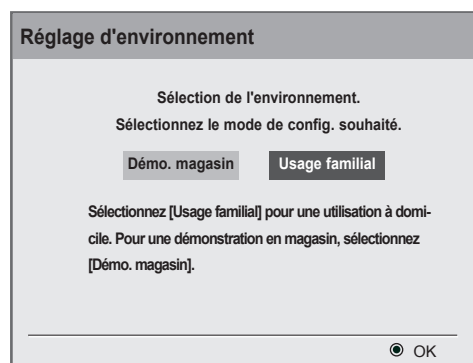 Réglage d'environnement
Sélection de l'environnement.
Sélectionnez le mode de config. souhaité.
Démo. magasin Usage familial
Sélectionnez [Usage familial] pour une utilisation à domi-
cile. Pour une démonstration en magasin, sélectionnez
[Démo. magasin].
OK